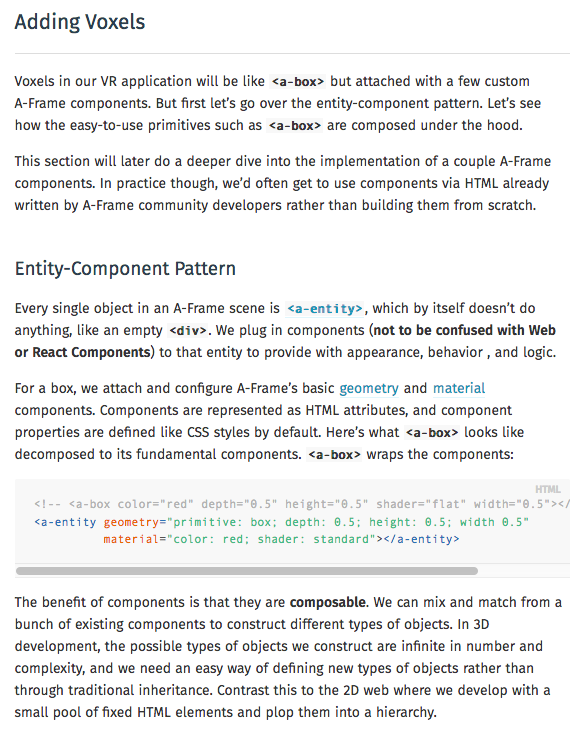 Adding Voxels
Voxels in our VR application will be like <a-box> but attached with a few custom
A-Frame components. But first let's go over the entity-component pattern. Let's see
how the easy-to-use primitives such as <a-box> are composed under the hood.
This section will later do a deeper dive into the implementation of a couple A-Frame
components. In practice though, we'd often get to use components via HTML already
written by A-Frame community developers rather than building them from scratch.
Entity-Component Pattern
Every single object in an A-Frame scene is <a-entity>, which by itself doesn't do
anything, like an empty <div>. We plug in components (not to be confused with Web
or React Components) to that entity to provide with appearance, behavior , and logic.
For a box, we attach and configure A-Frame's basic geometry and material
components. Components are represented as HTML attributes, and component
properties are defined like CSS styles by default. Here's what <a-box> looks like
decomposed to its fundamental components. <a-box> wraps the components:
HTML
<!-- <a-box color="red" depth="0.5" height="0.5" shader="flat" width="0.5"></
<a-entity geometry="primitive: box; depth: 0.5; height: 0.5; width 0.5"
material="color: red; shader: standard"></a-entity>
The benefit of components is that they are composable. We can mix and match from a
bunch of existing components to construct different types of objects. In 3D
development, the possible types of objects we construct are infinite in number and
complexity, and we need an easy way of defining new types of objects rather than
through traditional inheritance. Contrast this to the 2D web where we develop with a
small pool of fixed HTML elements and plop them into a hierarchy.